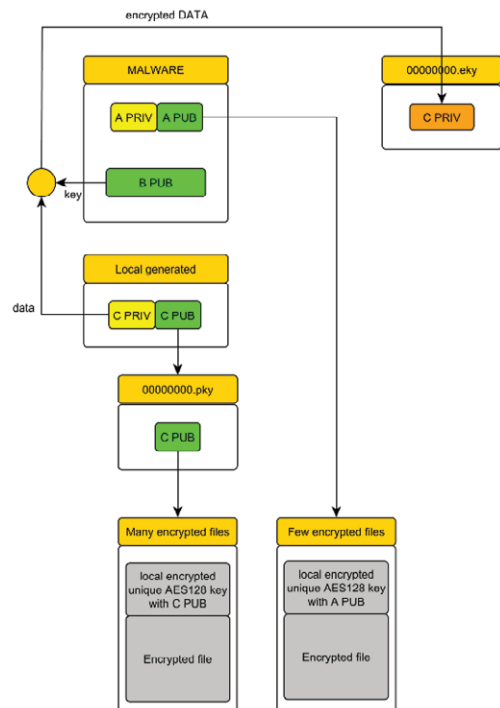 encrypted DATA
MALWARE
00000000.eky
A PRIV
A PUB
C PRIV
B PUB
key
Local generated
data
C PRIV
C PUB
00000000.pky
C PUB
Many encrypted files
Few encrypted files
local encrypted
unique AES128 key
with C PUB
local encrypted
unique AES128 key
with A PUB
Encrypted file
Encrypted file